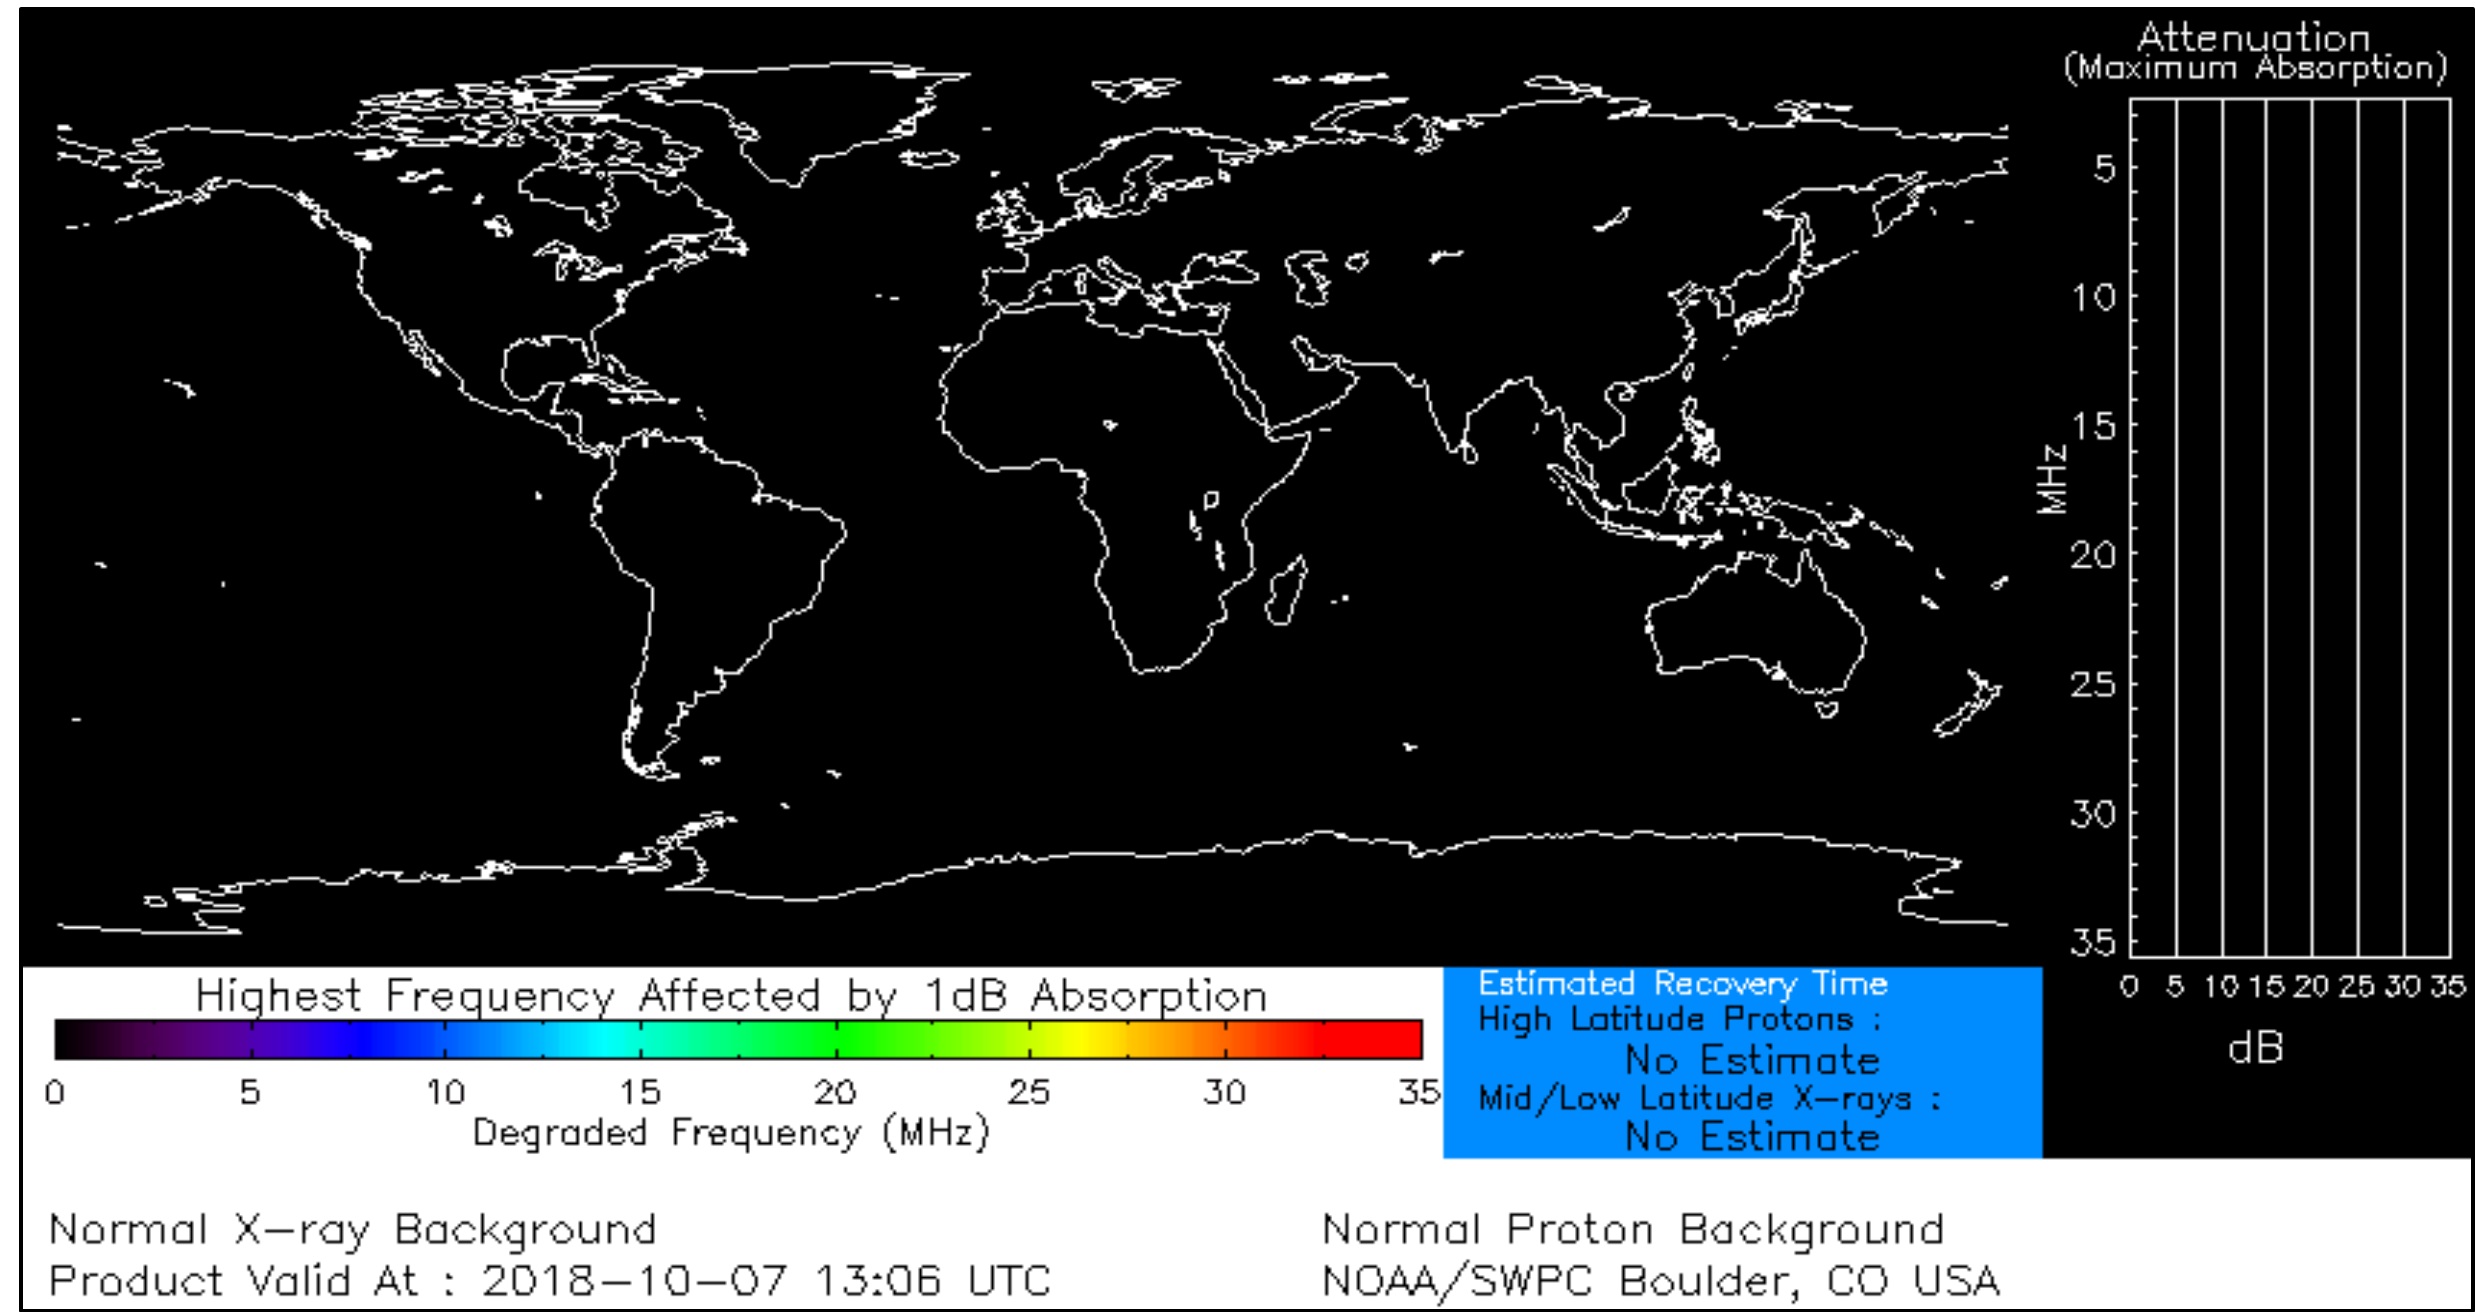 Attenuation
(Maximum Absorption)
5
10
15
20
25
30
35
MHz
0 5 10 15 20 25 30 35
dB
Highest Frequency Affected by 1dB Absorption
0 5 10 15 20 25 30 35
Degraded Frequency (MHz)
Estimated Recovery Time
High Latitude Protons :
No Estimate
Mid/Low Latitude X-rays :
No Estimate
Normal X-ray Background
Product Valid At : 2018-10-07 13:06 UTC
Normal Proton Background
NOAA/SWPC Boulder, CO USA